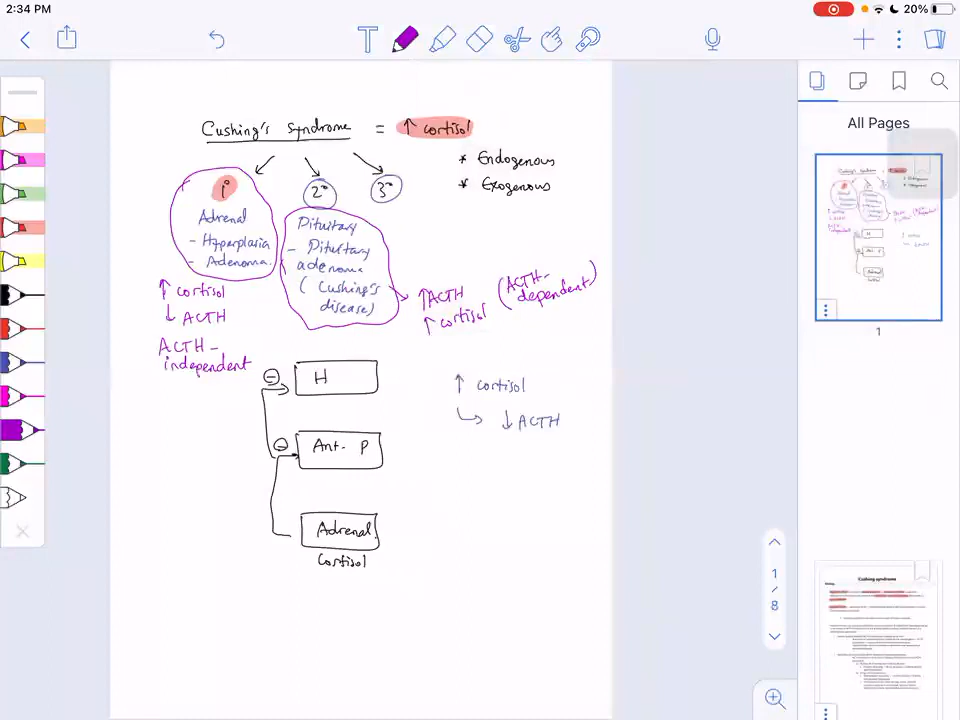 2:34 PM
20%
T
All Pages
Cushing's Syndrome = ↑ cortisol
* Endogenous
* Exogenous
1°
2°
3°
Adrenal
- Hyperplasia
- Adenoma.
Pituitary
- Pituitary
adenoma
(Cushing's
disease)
↑ cortisol
↓ ACTH
ACTH-
independent
↑ACTH
↑ cortisol
(ACTH-
dependent)
⊖
H
⊖
Ant. P
Adrenal
Cortisol
↑ cortisol
↳ ↓ ACTH
1
/
8
1
Cushing syndrome